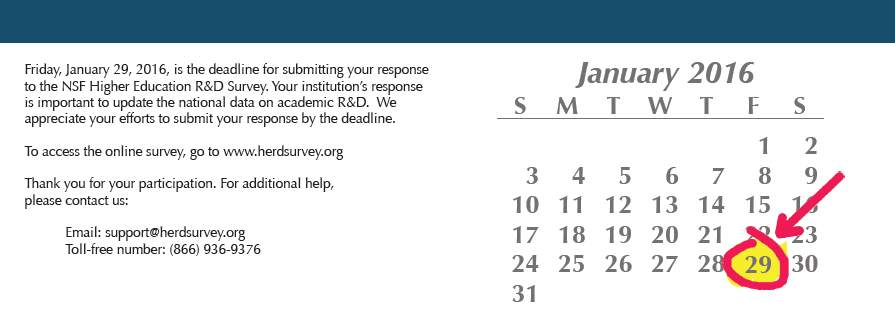 Friday, January 29, 2016, is the deadline for submitting your response
to the NSF Higher Education R&D Survey. Your institution's response
is important to update the national data on academic R&D.  We
appreciate your efforts to submit your response by the deadline.
To access the online survey, go to www.herdsurvey.org
Thank you for your participation. For additional help,
please contact us:
Email: support@herdsurvey.org
Toll-free number: (866) 936-9376
January 2016
S M T W T F S
1 2
3 4 5 6 7 8 9
10 11 12 13 14 15 16
17 18 19 20 21 22 23
24 25 26 27 28 29 30
31